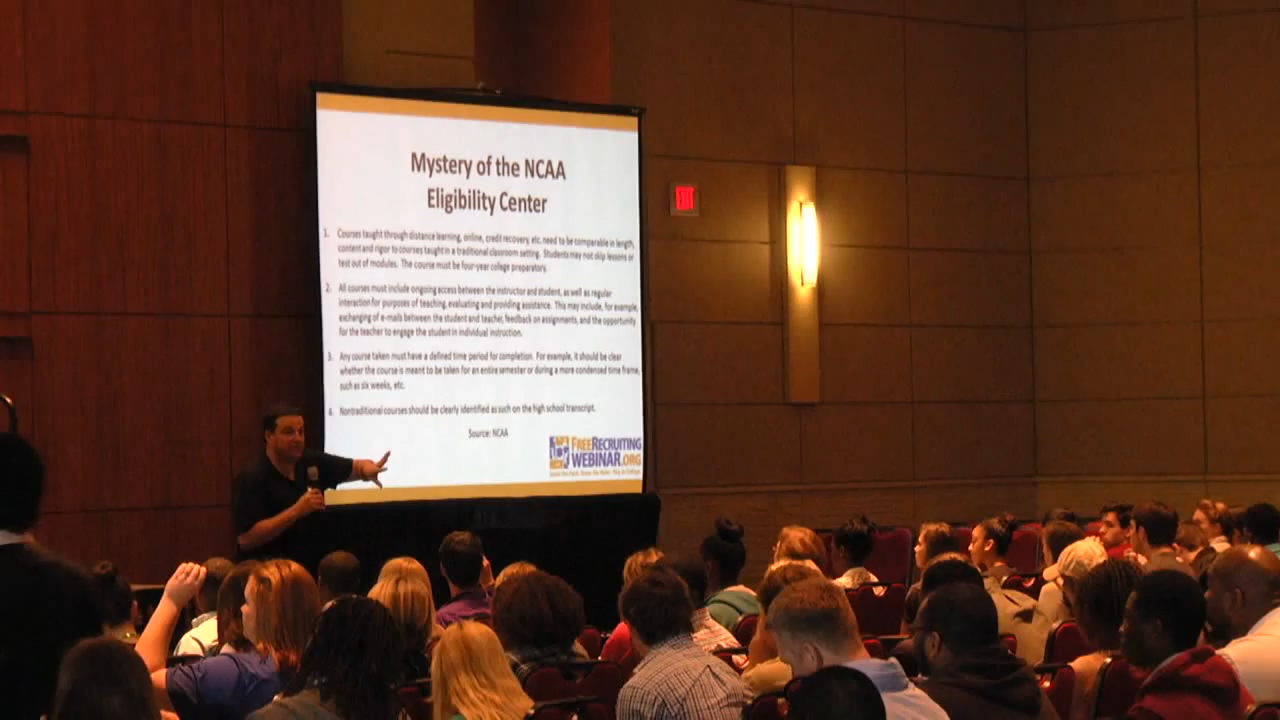 Mystery of the NCAA
Eligibility Center
1. Courses taught through distance learning, online, credit recovery, etc. need to be comparable in length,
content and rigor to courses taught in a traditional classroom setting. Students may not skip lessons or
test out of modules. The course must be four-year college preparatory.
2. All courses must include ongoing access between the instructor and student, as well as regular
interaction for purposes of teaching, evaluating and providing assistance. This may include, for example,
exchanging of e-mails between the student and teacher, feedback on assignments, and the opportunity
for the teacher to engage the student in individual instruction.
3. Any course taken must have a defined time period for completion. For example, it should be clear
whether the course is meant to be taken for an entire semester or during a more condensed time frame,
such as six weeks, etc.
4. Nontraditional courses should be clearly identified as such on the high school transcript.
Source: NCAA
FREERECRUITING
WEBINAR.ORG
EXIT